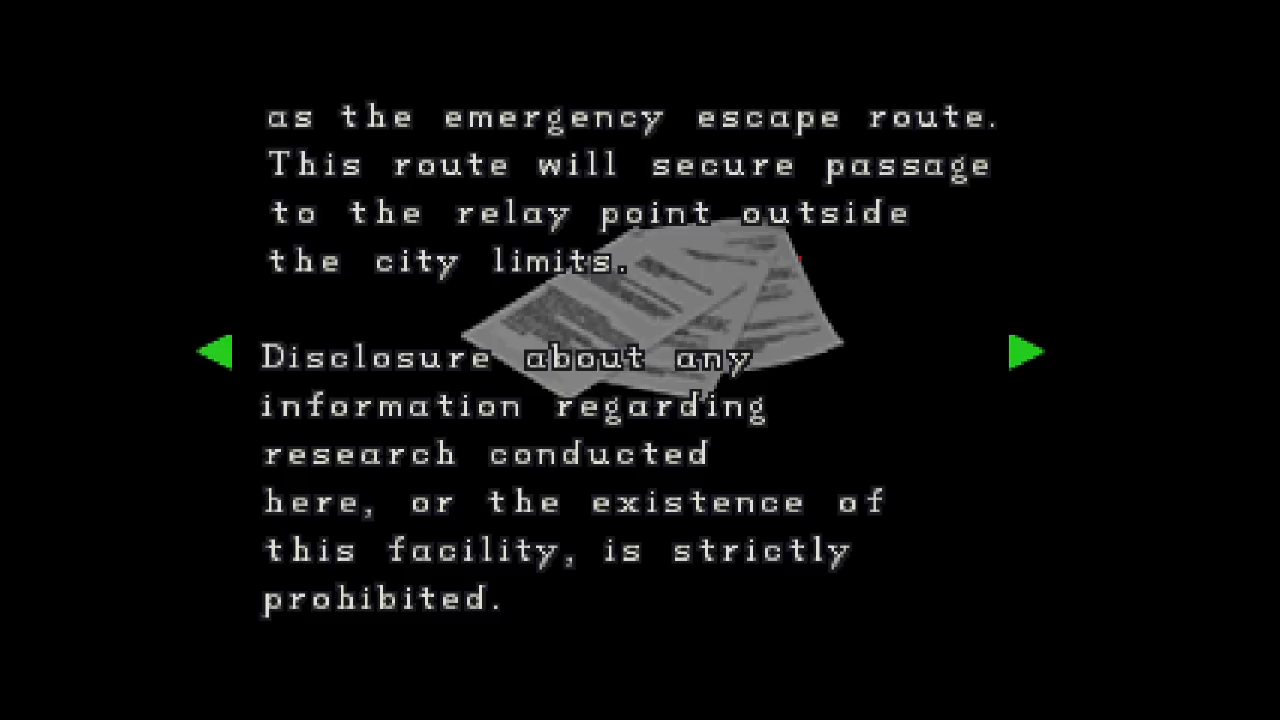 as the emergency escape route.
This route will secure passage
to the relay point outside
the city limits.
Disclosure about any
information regarding
research conducted
here, or the existence of
this facility, is strictly
prohibited.